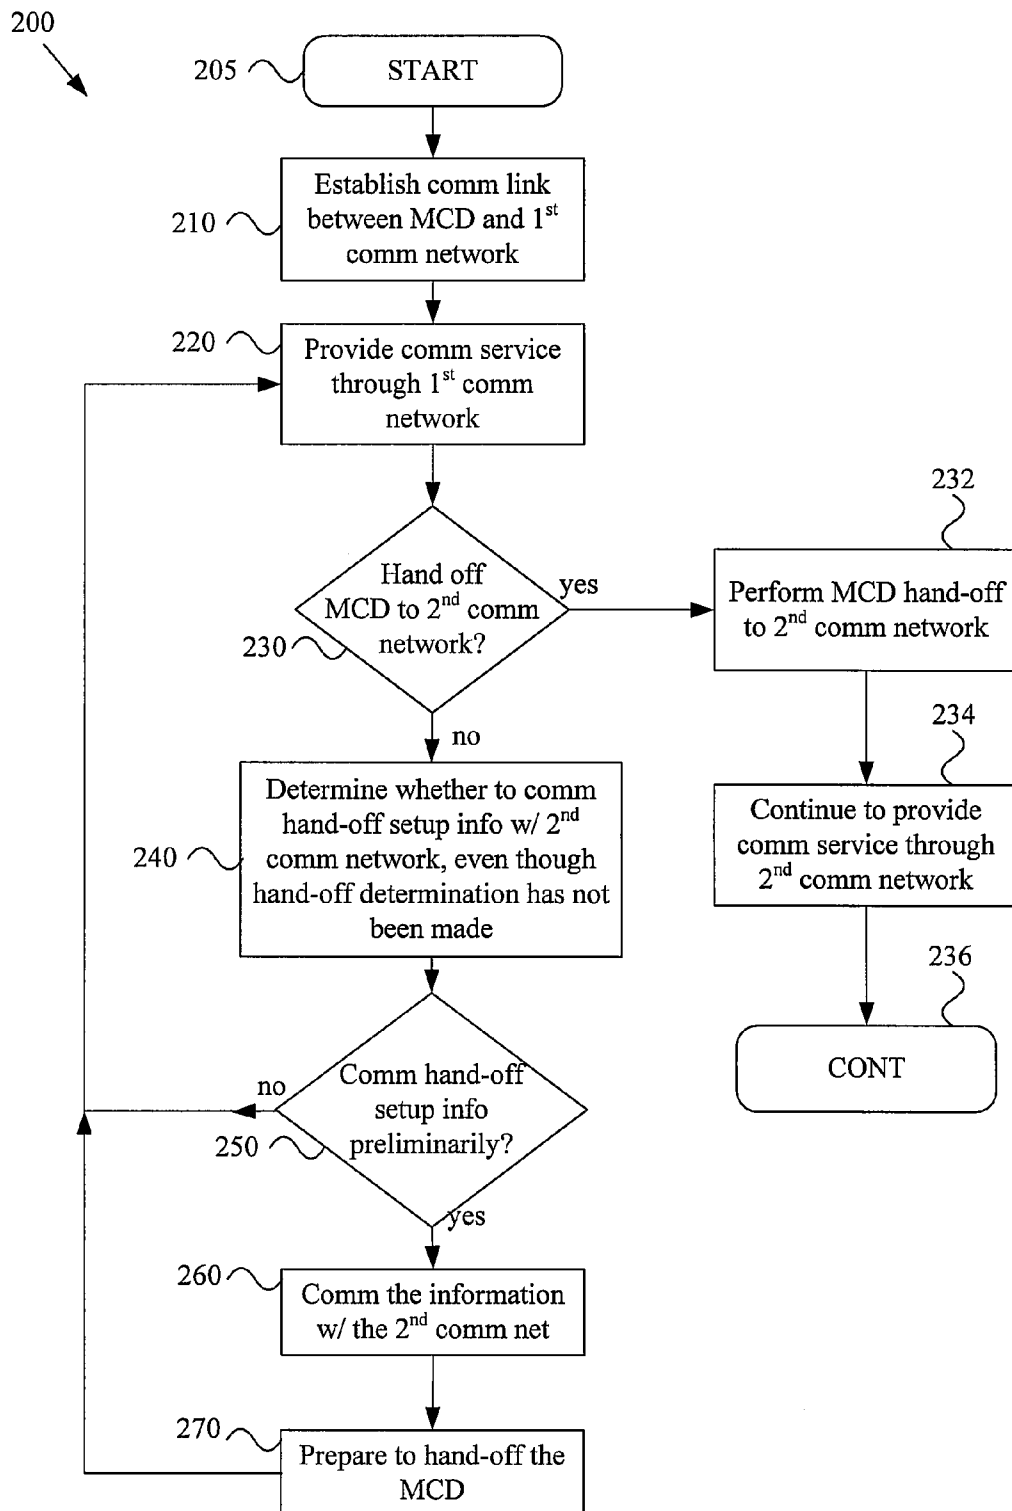 200
205
START
210
Establish comm link
between MCD and 1st
comm network
220
Provide comm service
through 1st comm
network
230
Hand off
MCD to 2nd comm
network?
yes
no
232
Perform MCD hand-off
to 2nd comm network
234
Continue to provide
comm service through
2nd comm network
236
CONT
240
Determine whether to comm
hand-off setup info w/ 2nd
comm network, even though
hand-off determination has not
been made
250
Comm hand-off
setup info
preliminarily?
no
yes
260
Comm the information
w/ the 2nd comm net
270
Prepare to hand-off the
MCD